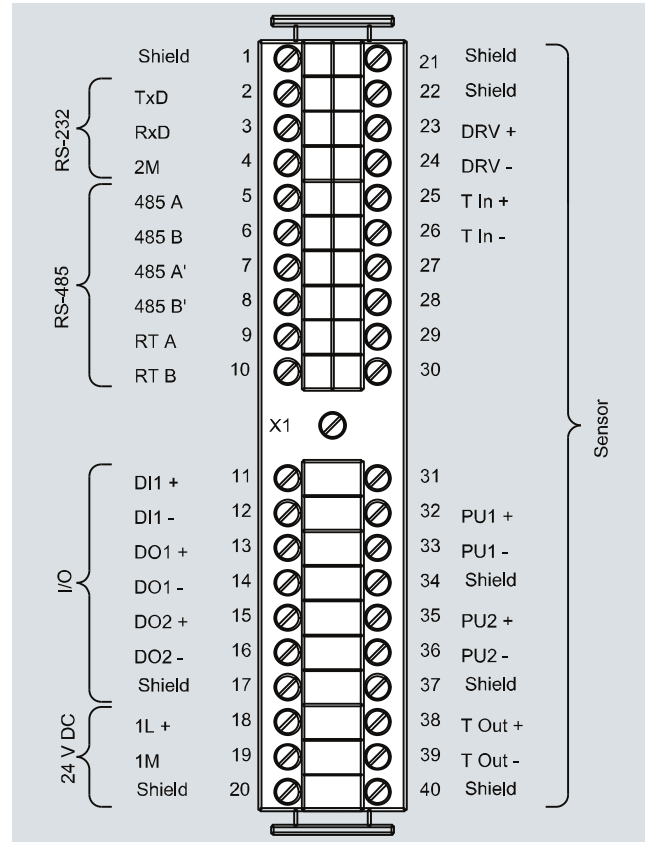 Shield 1 21 Shield
TxD 2 22 Shield
RxD 3 23 DRV +
2M 4 24 DRV -
RS-232
485 A 5 25 T In +
485 B 6 26 T In -
485 A' 7 27
485 B' 8 28
RT A 9 29
RT B 10 30
RS-485
X1
Sensor
DI1 + 11 31
DI1 - 12 32 PU1 +
DO1 + 13 33 PU1 -
DO1 - 14 34 Shield
DO2 + 15 35 PU2 +
DO2 - 16 36 PU2 -
Shield 17 37 Shield
I/O
1L + 18 38 T Out +
1M 19 39 T Out -
Shield 20 40 Shield
24 V DC